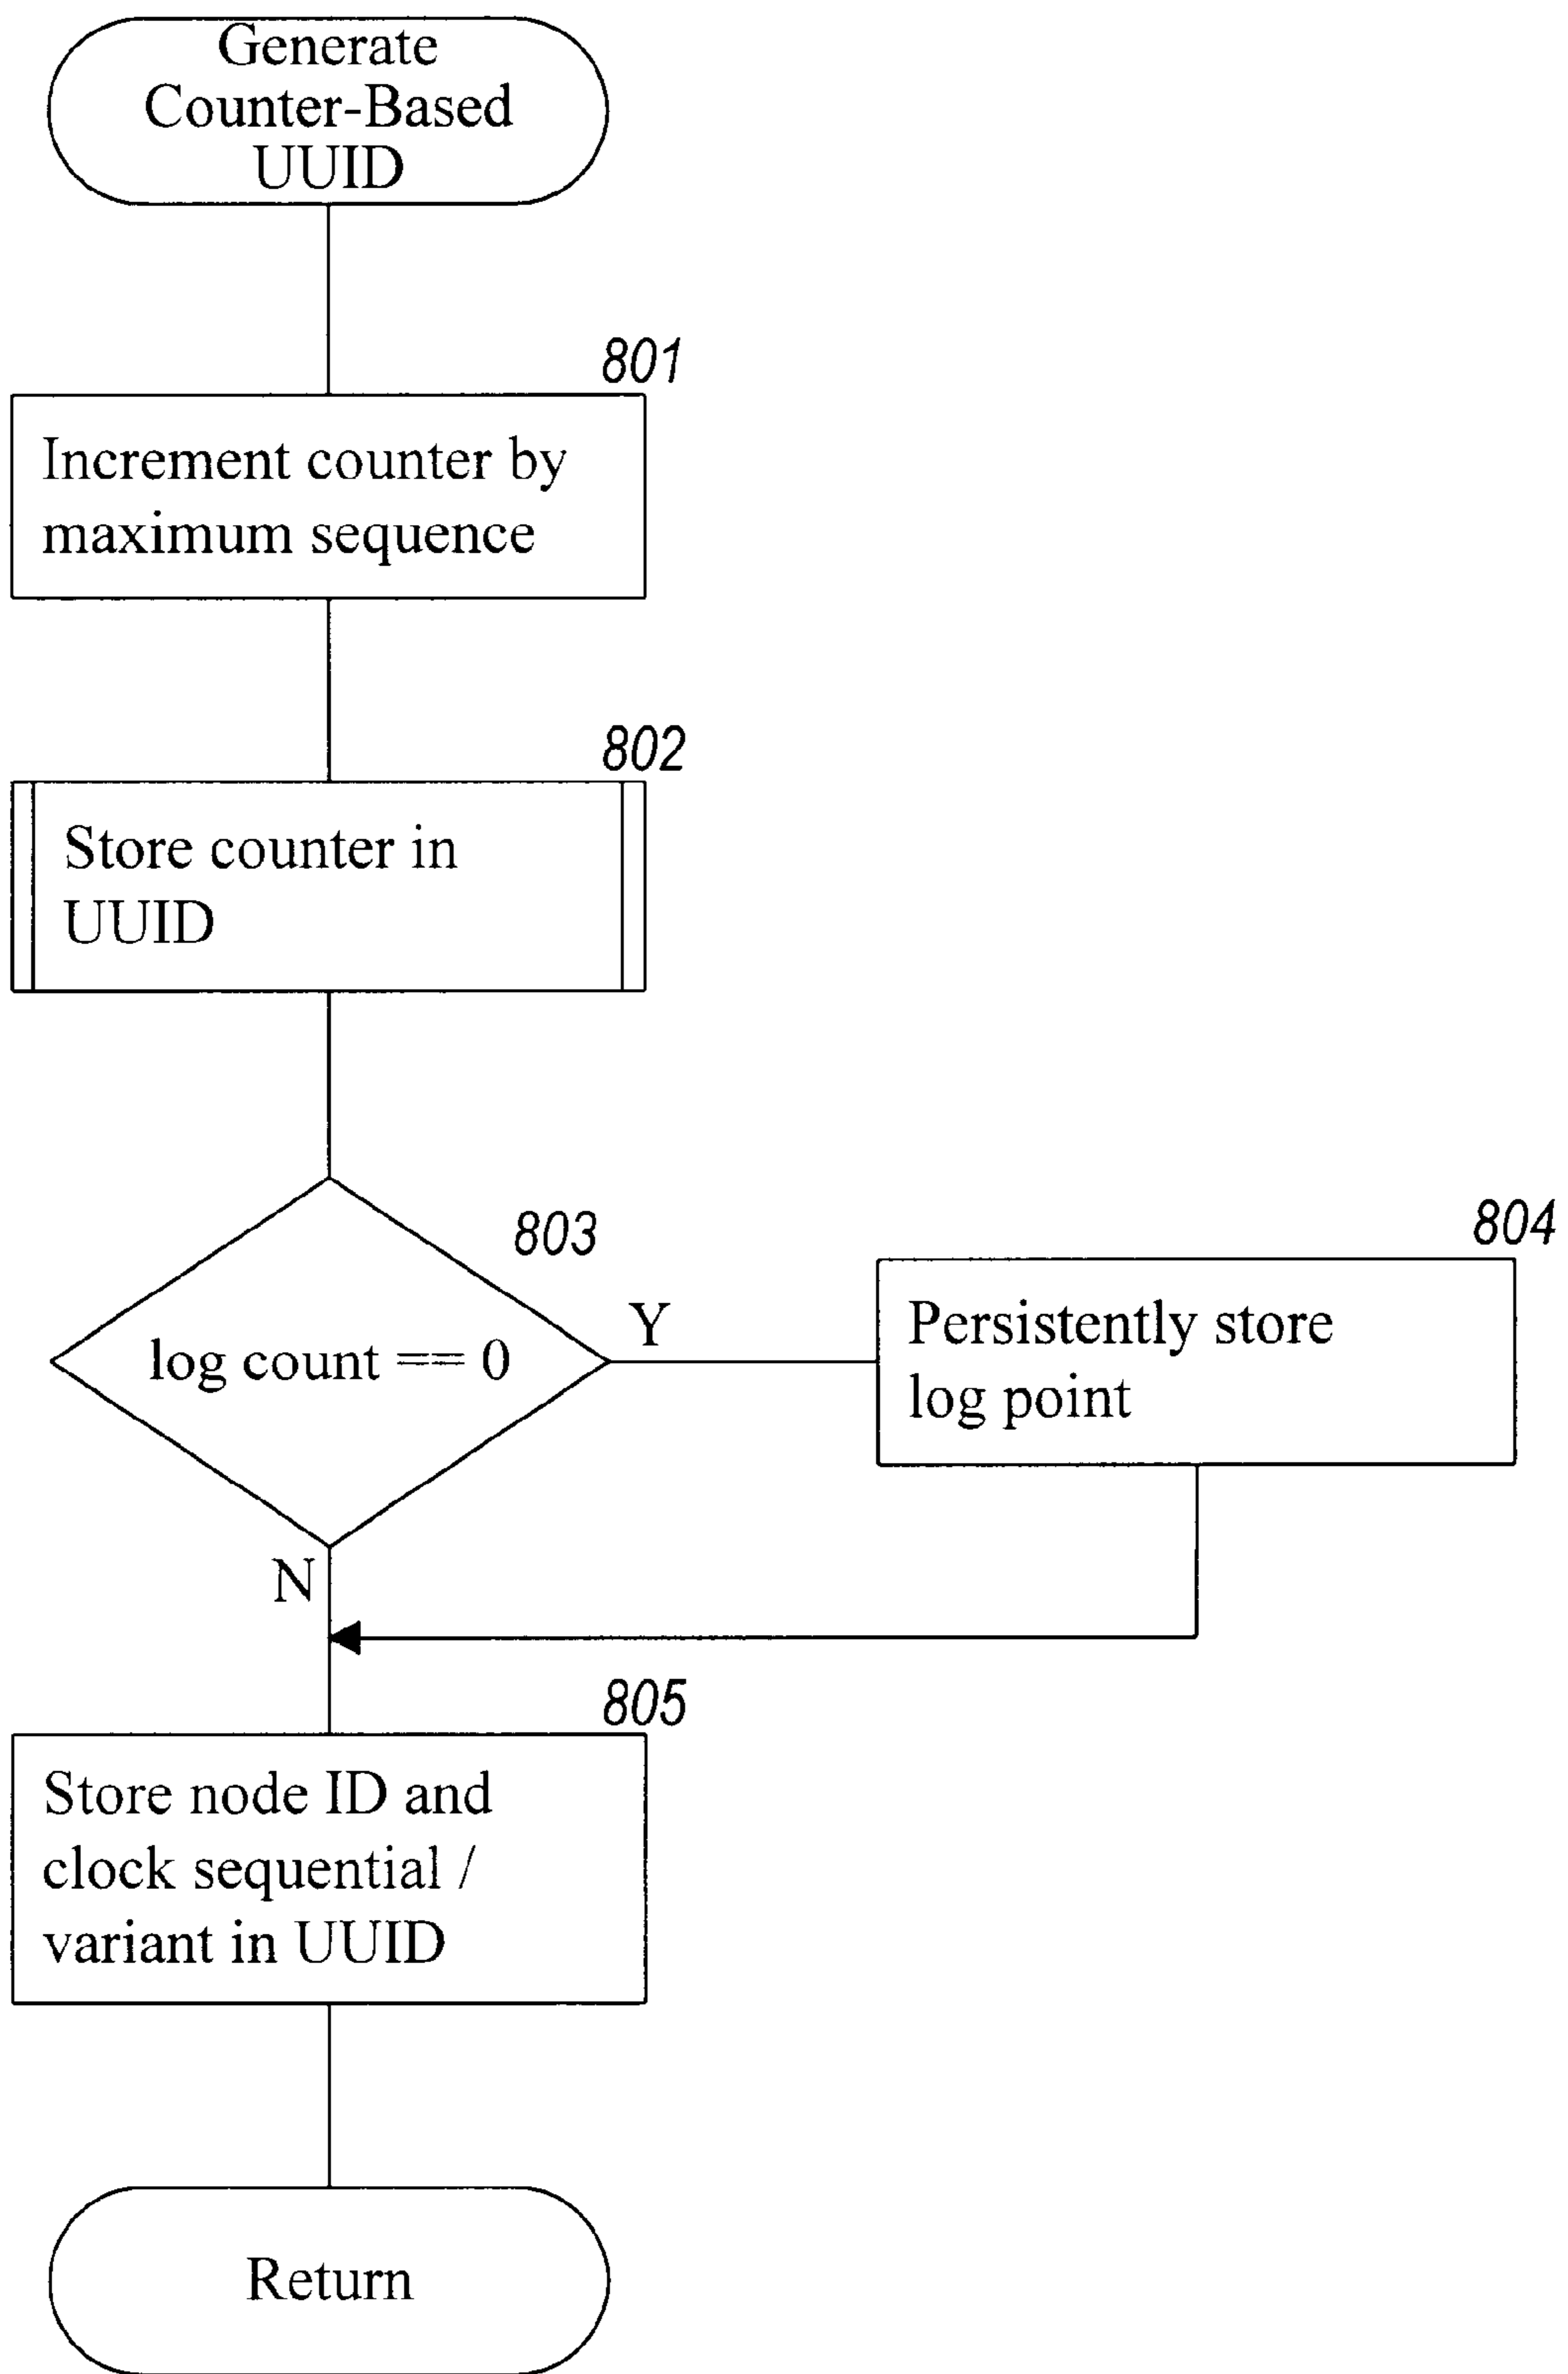 Generate
Counter-Based
UUID
801
Increment counter by
maximum sequence
802
Store counter in
UUID
803
log count == 0
Y
804
Persistently store
log point
N
805
Store node ID and
clock sequential /
variant in UUID
Return